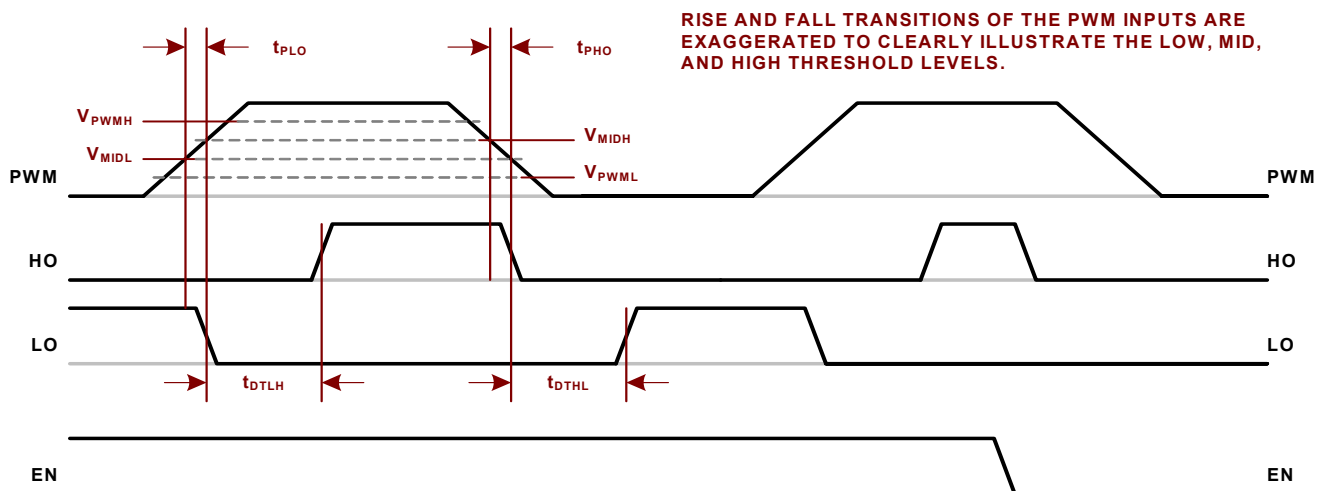 RISE AND FALL TRANSITIONS OF THE PWM INPUTS ARE
EXAGGERATED TO CLEARLY ILLUSTRATE THE LOW, MID,
AND HIGH THRESHOLD LEVELS.
tPLO
tPHO
VPWMH
VMIDH
VMIDL
VPWML
PWM
PWM
HO
HO
LO
LO
tDTLH
tDTHL
EN
EN